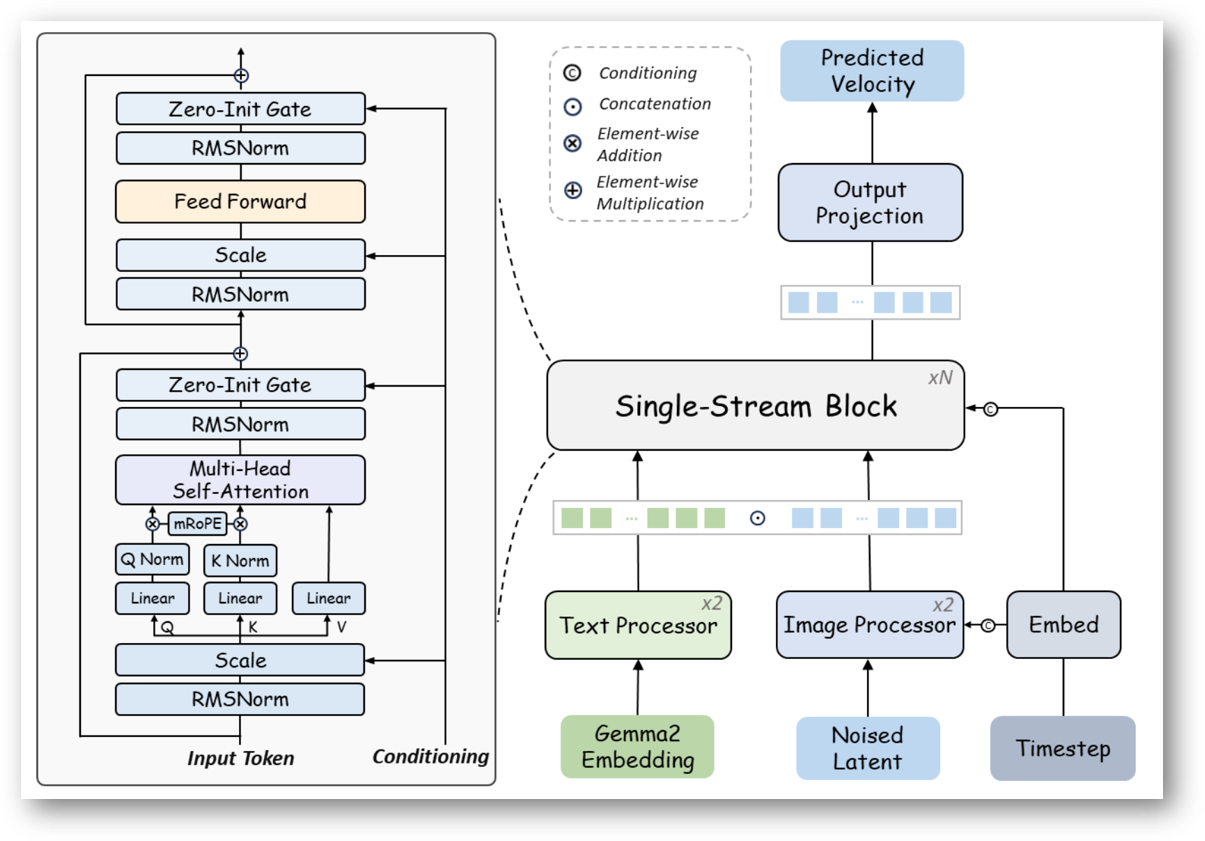 Zero-Init Gate
RMSNorm
Feed Forward
Scale
RMSNorm
Zero-Init Gate
RMSNorm
Multi-Head
Self-Attention
mRoPE
Q Norm
K Norm
Linear
Linear
Linear
Q
K
V
Scale
RMSNorm
Input Token
Conditioning
C
Conditioning
Concatenation
Element-wise
Addition
Element-wise
Multiplication
Predicted
Velocity
Output
Projection
...
xN
Single-Stream Block
C
...
...
x2
Text Processor
x2
Image Processor
C
Embed
Gemma2
Embedding
Noised
Latent
Timestep